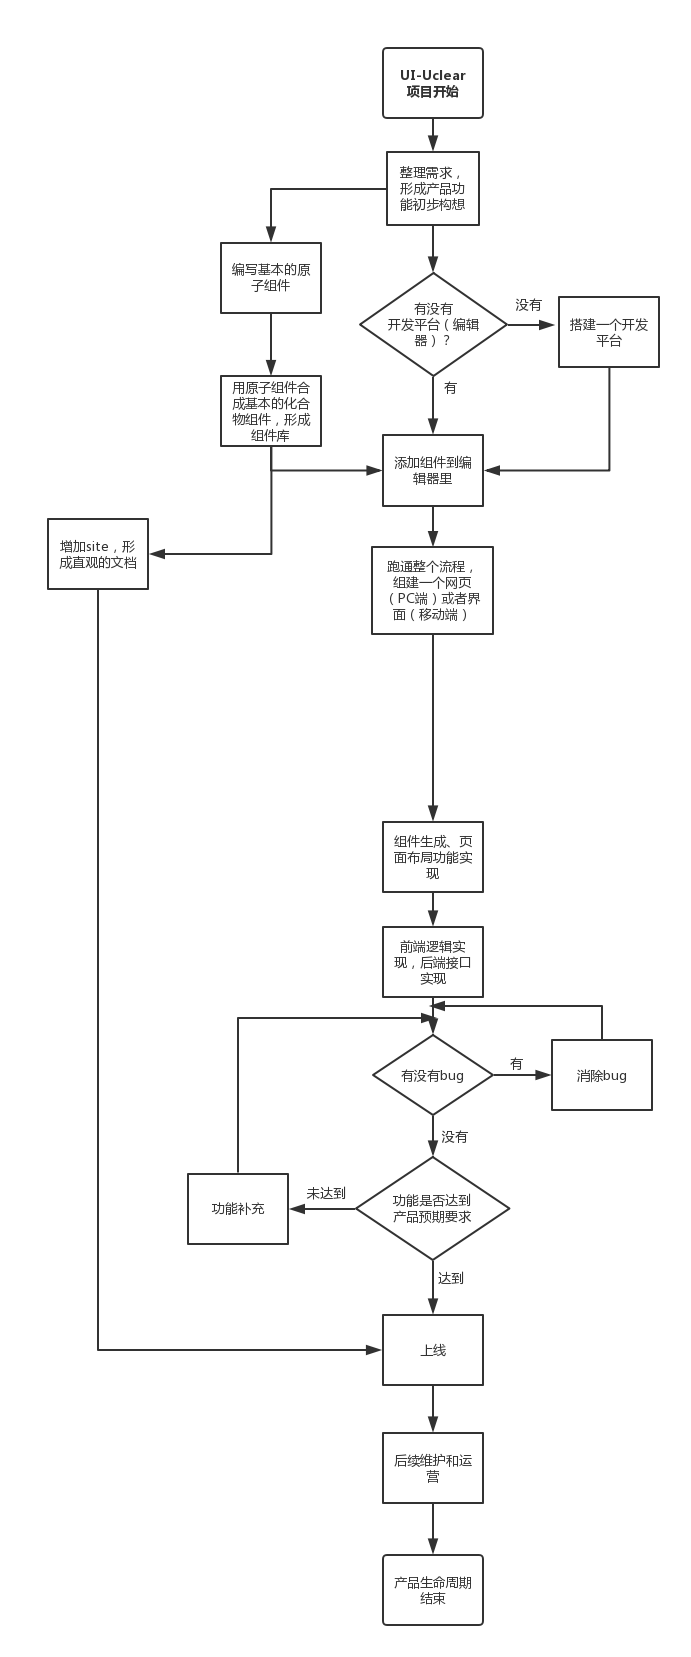 UI-Uclear
项目开始
整理需求，
形成产品功
能初步构想
编写基本的原
子组件
有没有
开发平台（编辑
器）？
没有
搭建一个开发
平台
有
用原子组件合
成基本的化合
物组件，形成
组件库
添加组件到编
辑器里
增加site，形
成直观的文档
跑通整个流程，
组建一个网页
（PC端）或者界
面（移动端）
组件生成、页
面布局功能实
现
前端逻辑实
现，后端接口
实现
有没有bug
有
消除bug
没有
功能是否达到
产品预期要求
未达到
功能补充
达到
上线
后续维护和运
营
产品生命周期
结束